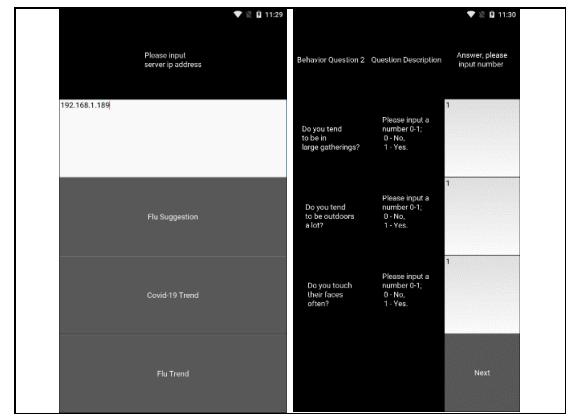 11:29
Please input
server ip address
192.168.1.189
Flu Suggestion
Covid-19 Trend
Flu Trend
11:30
Behavior Question 2
Question Description
Answer, please
input number
Do you tend
to be in
large gatherings?
Please input a
number 0-1;
0 - No,
1 - Yes.
1
Do you tend
to be outdoors
a lot?
Please input a
number 0-1;
0 - No,
1 - Yes.
1
Do you touch
their faces
often?
Please input a
number 0-1;
0 - No,
1 - Yes.
1
Next